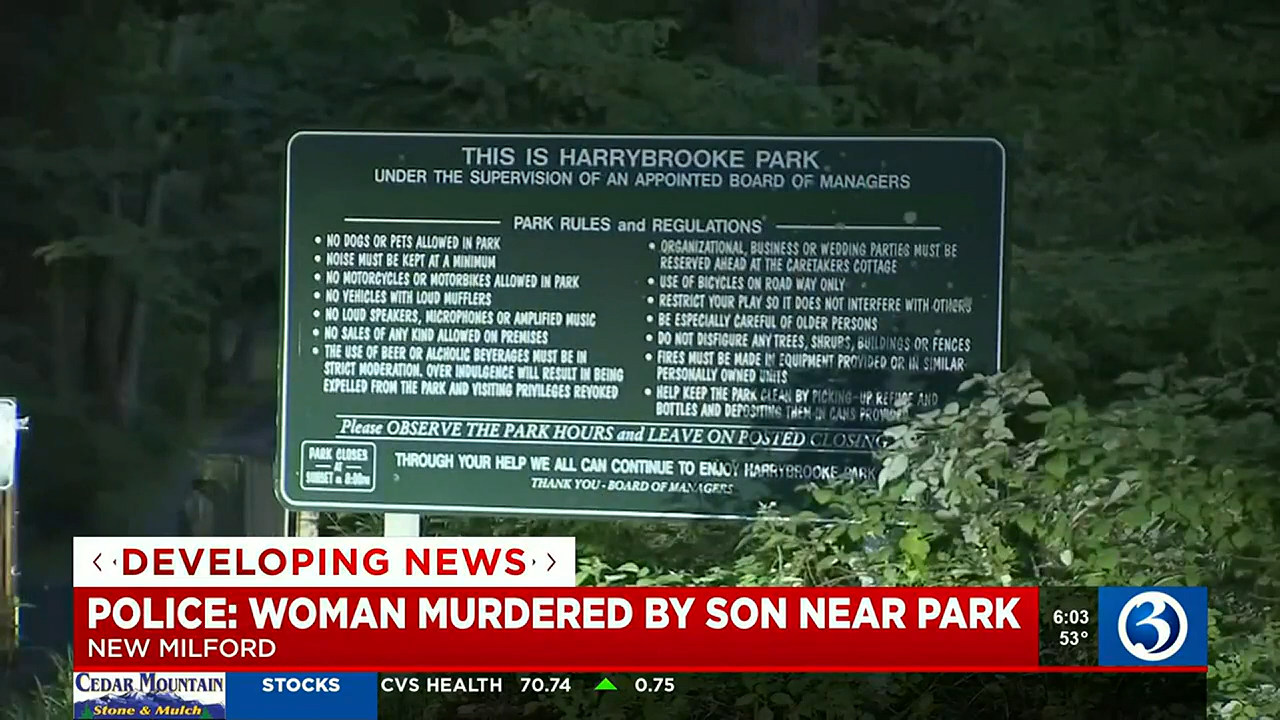 THIS IS HARRYBROOKE PARK
UNDER THE SUPERVISION OF AN APPOINTED BOARD OF MANAGERS
PARK RULES and REGULATIONS
• NO DOGS OR PETS ALLOWED IN PARK
• NOISE MUST BE KEPT AT A MINIMUM
• NO MOTORCYCLES OR MOTORBIKES ALLOWED IN PARK
• NO VEHICLES WITH LOUD MUFFLERS
• NO LOUD SPEAKERS, MICROPHONES OR AMPLIFIED MUSIC
• NO SALES OF ANY KIND ALLOWED ON PREMISES
• THE USE OF BEER OR ALCHOLIC BEVERAGES MUST BE IN
STRICT MODERATION. OVER INDULGENCE WILL RESULT IN BEING
EXPELLED FROM THE PARK AND VISITING PRIVILEGES REVOKED
• ORGANIZATIONAL, BUSINESS OR WEDDING PARTIES MUST BE
RESERVED AHEAD AT THE CARETAKERS COTTAGE
• USE OF BICYCLES ON ROAD WAY ONLY
• RESTRICT YOUR PLAY SO IT DOES NOT INTERFERE WITH OTHERS
• BE ESPECIALLY CAREFUL OF OLDER PERSONS
• DO NOT DISFIGURE ANY TREES, SHRUBS, BUILDINGS OR FENCES
• FIRES MUST BE MADE IN EQUIPMENT PROVIDED OR IN SIMILAR
PERSONALLY OWNED UNITS
• HELP KEEP THE PARK CLEAN BY PICKING-UP REFUSE AND
BOTTLES AND DEPOSITING THEM IN CANS PROVIDED
Please OBSERVE THE PARK HOURS and LEAVE ON POSTED CLOSING
PARK CLOSES
AT
SUNSET
THROUGH YOUR HELP WE ALL CAN CONTINUE TO ENJOY HARRYBROOKE PARK
THANK YOU - BOARD OF MANAGERS
DEVELOPING NEWS
POLICE: WOMAN MURDERED BY SON NEAR PARK
NEW MILFORD
6:03
53°
3
CEDAR MOUNTAIN
Stone & Mulch
STOCKS
CVS HEALTH 70.74 ▲ 0.75